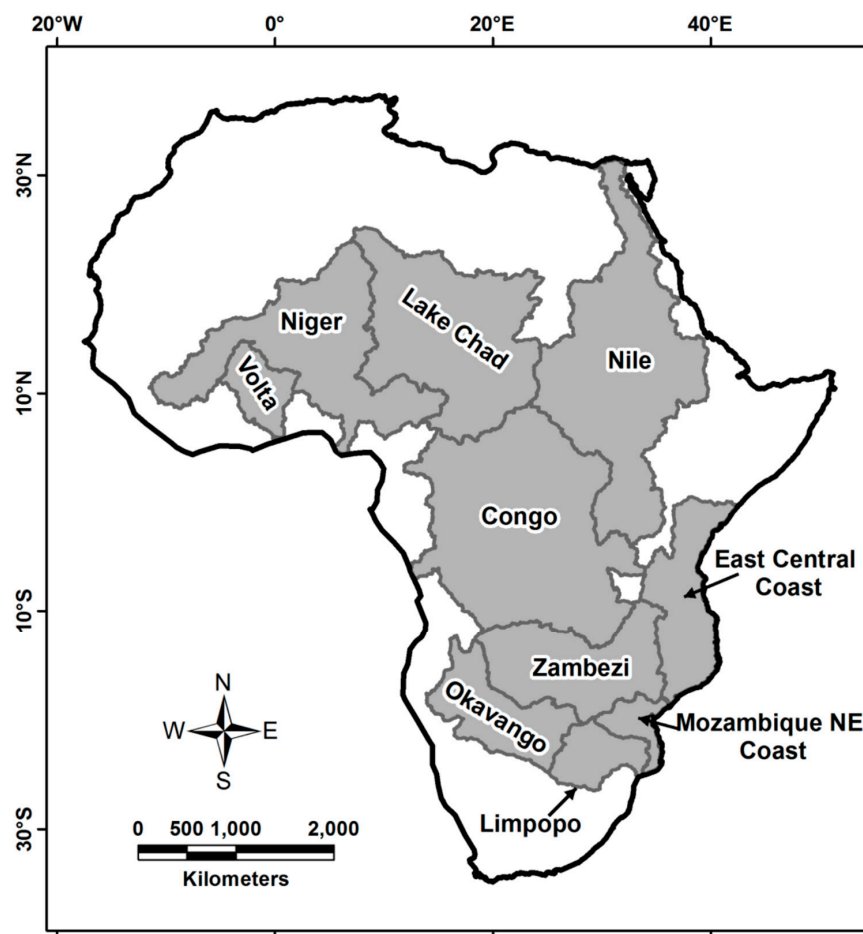 20°W 0° 20°E 40°E
30°N
10°N
10°S
30°S
Niger
Lake Chad
Volta
Nile
Congo
East Central
Coast
Zambezi
Okavango
Mozambique NE
Coast
Limpopo
N
W E
S
0 500 1,000 2,000
Kilometers